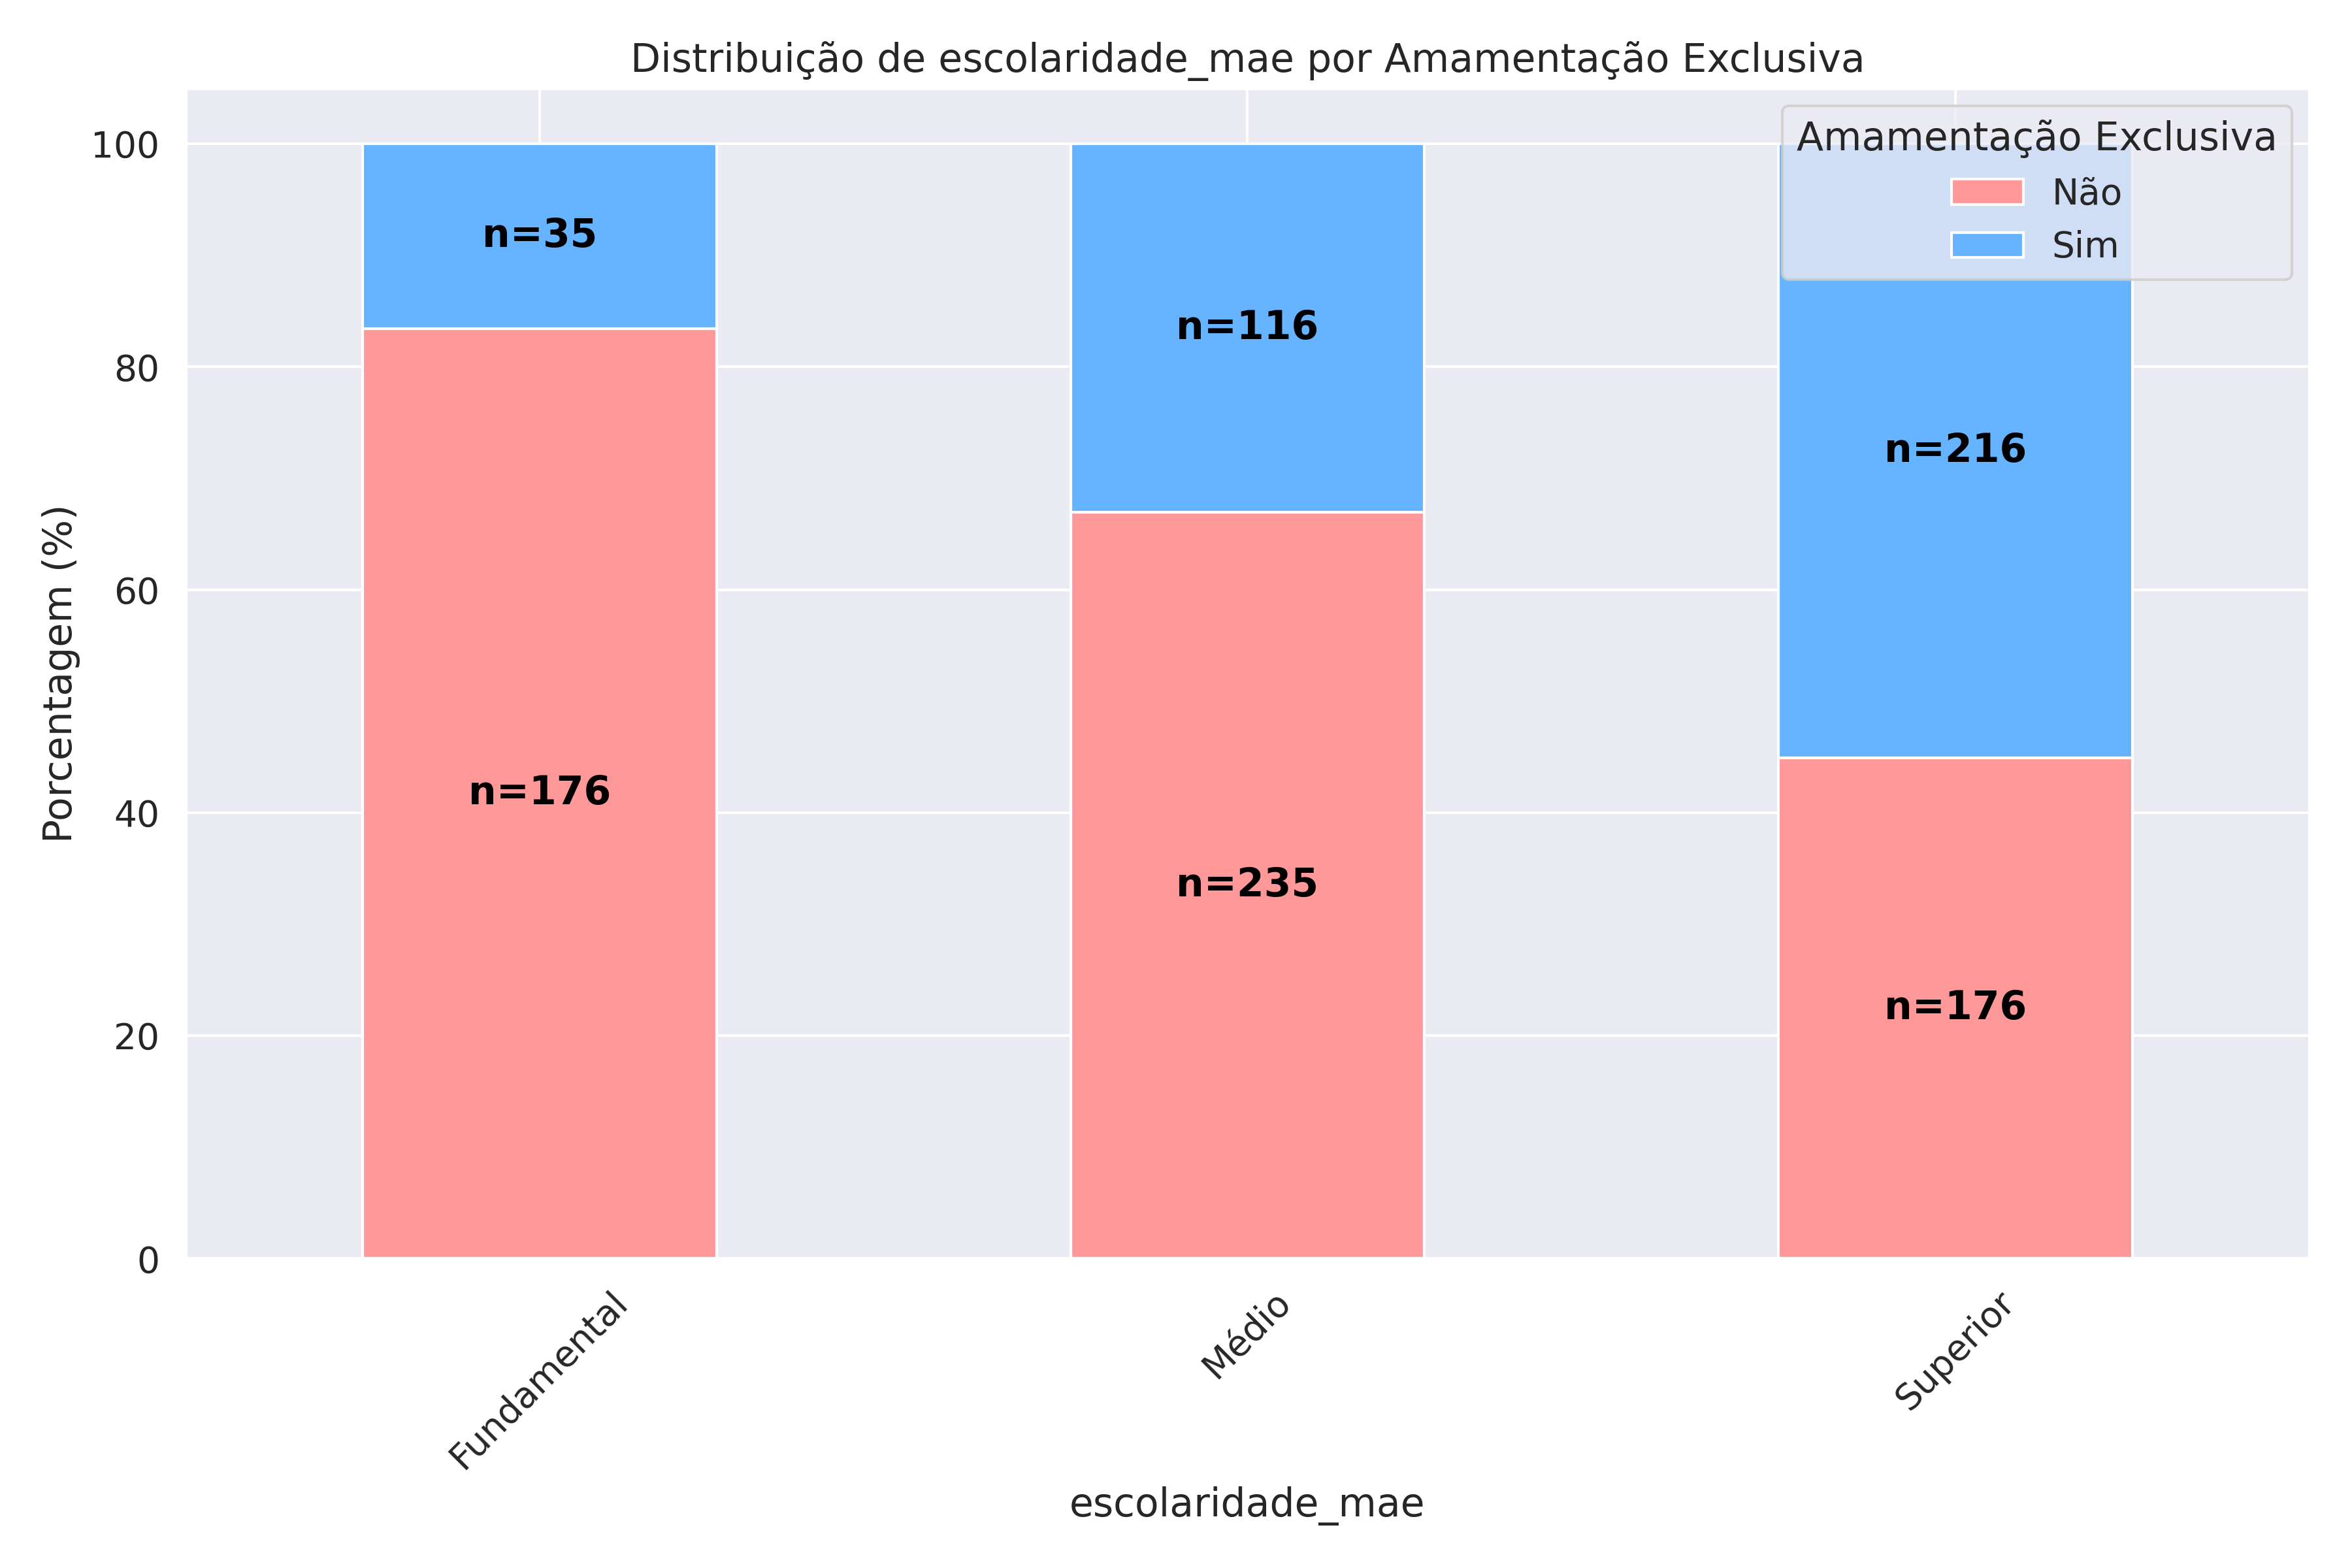 Distribuição de escolaridade_mae por Amamentação Exclusiva
Amamentação Exclusiva
Não
Sim
Porcentagem (%)
100
80
60
40
20
0
n=35
n=176
n=116
n=235
n=216
n=176
Fundamental
Médio
Superior
escolaridade_mae